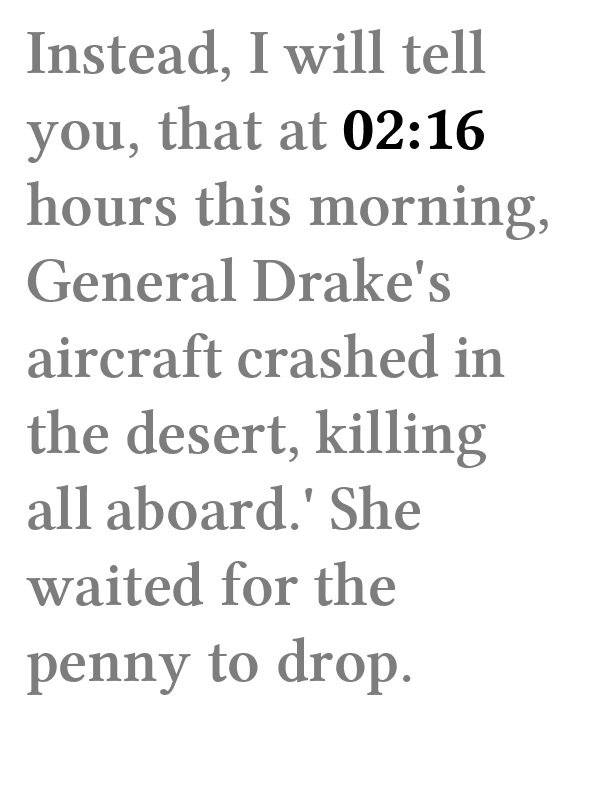 Instead, I will tell
you, that at 02:16
hours this morning,
General Drake's
aircraft crashed in
the desert, killing
all aboard.' She
waited for the
penny to drop.